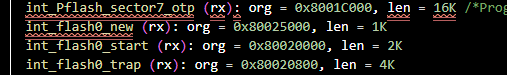 int_Pflash_sector7_otp (rx): org = 0x8001C000, len = 16K /*Prog
int_flash0_new (rx): org = 0x80025000, len = 1K
int_flash0_start (rx): org = 0x80020000, len = 2K
int_flash0_trap (rx): org = 0x80020800, len = 4K